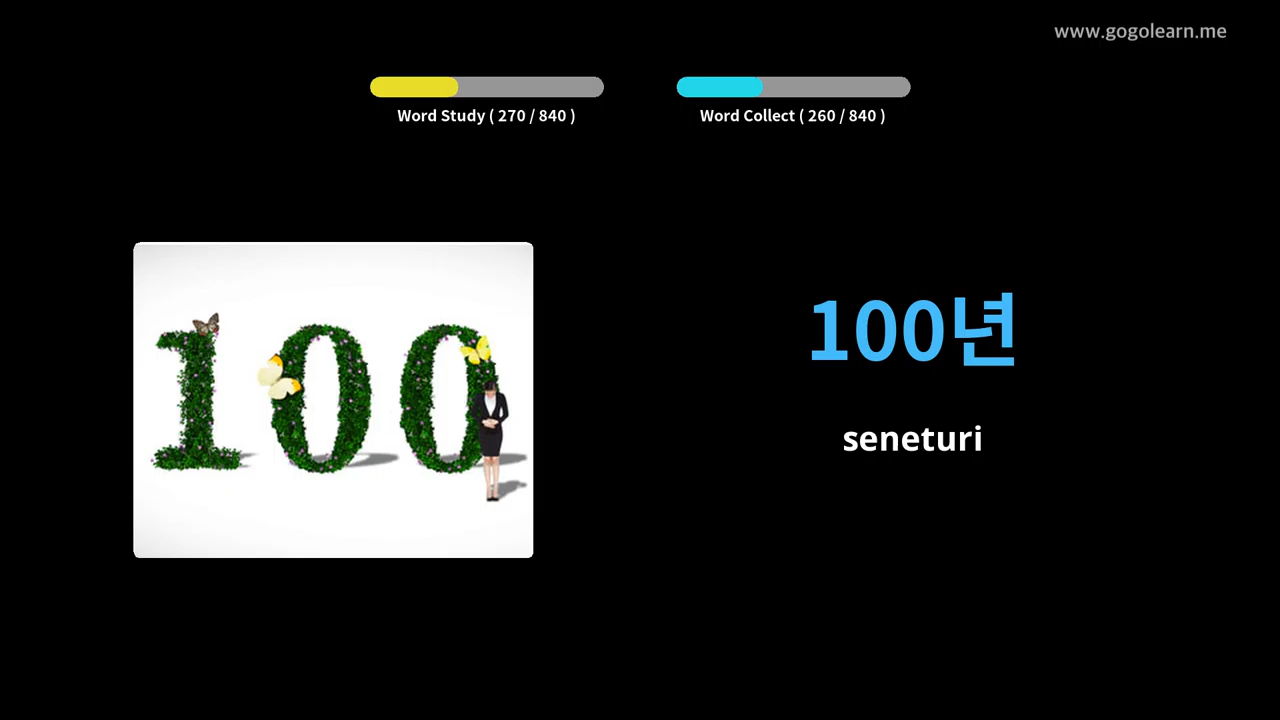 www.gogolearn.me
Word Study ( 270 / 840 )
Word Collect ( 260 / 840 )
100
100년
seneturi